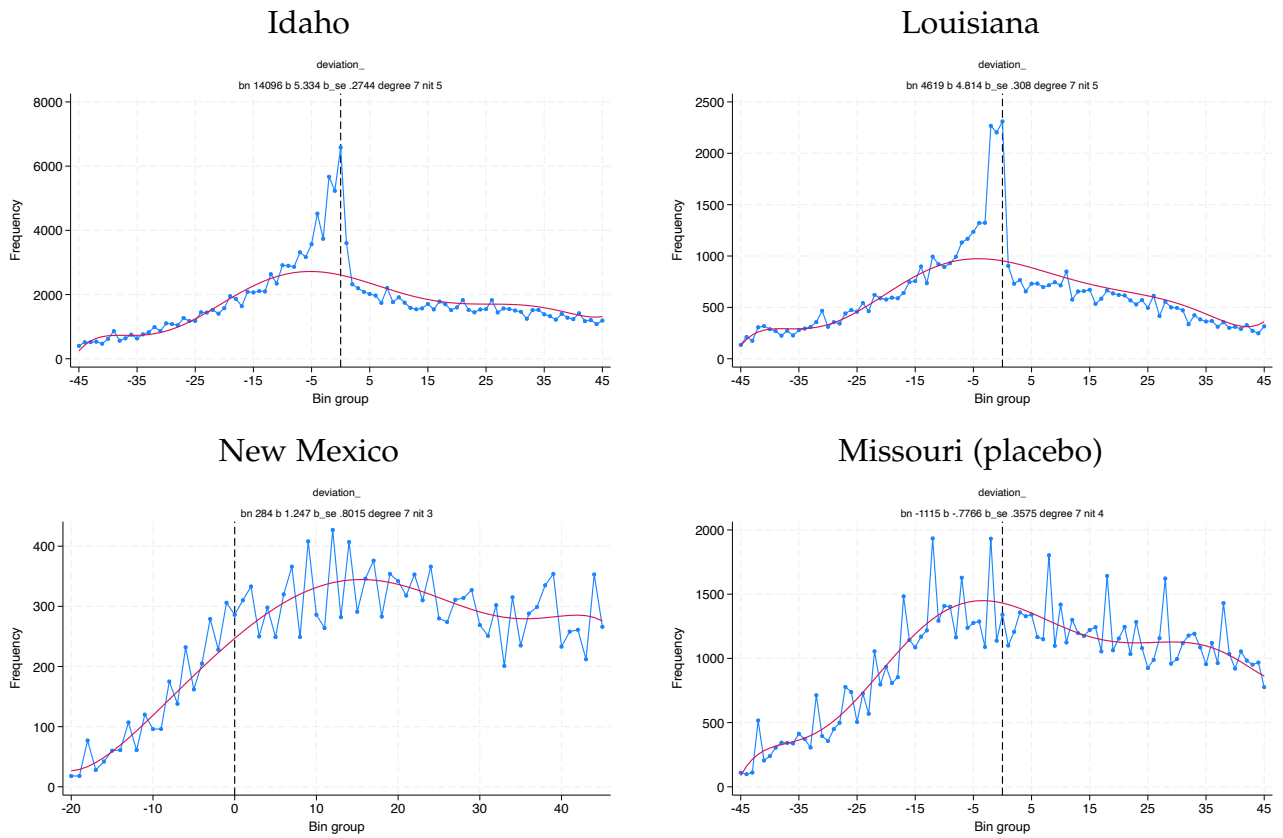 Idaho
deviation_
bn 14096 b 5.334 b_se .2744 degree 7 nit 5
8000
6000
4000
2000
0
Frequency
-45 -35 -25 -15 -5 5 15 25 35 45
Bin group
Louisiana
deviation_
bn 4619 b 4.814 b_se .308 degree 7 nit 5
2500
2000
1500
1000
500
0
Frequency
-45 -35 -25 -15 -5 5 15 25 35 45
Bin group
New Mexico
deviation_
bn 284 b 1.247 b_se .8015 degree 7 nit 3
400
300
200
100
0
Frequency
-20 -10 0 10 20 30 40
Bin group
Missouri (placebo)
deviation_
bn -1115 b -.7766 b_se .3575 degree 7 nit 4
2000
1500
1000
500
0
Frequency
-45 -35 -25 -15 -5 5 15 25 35 45
Bin group